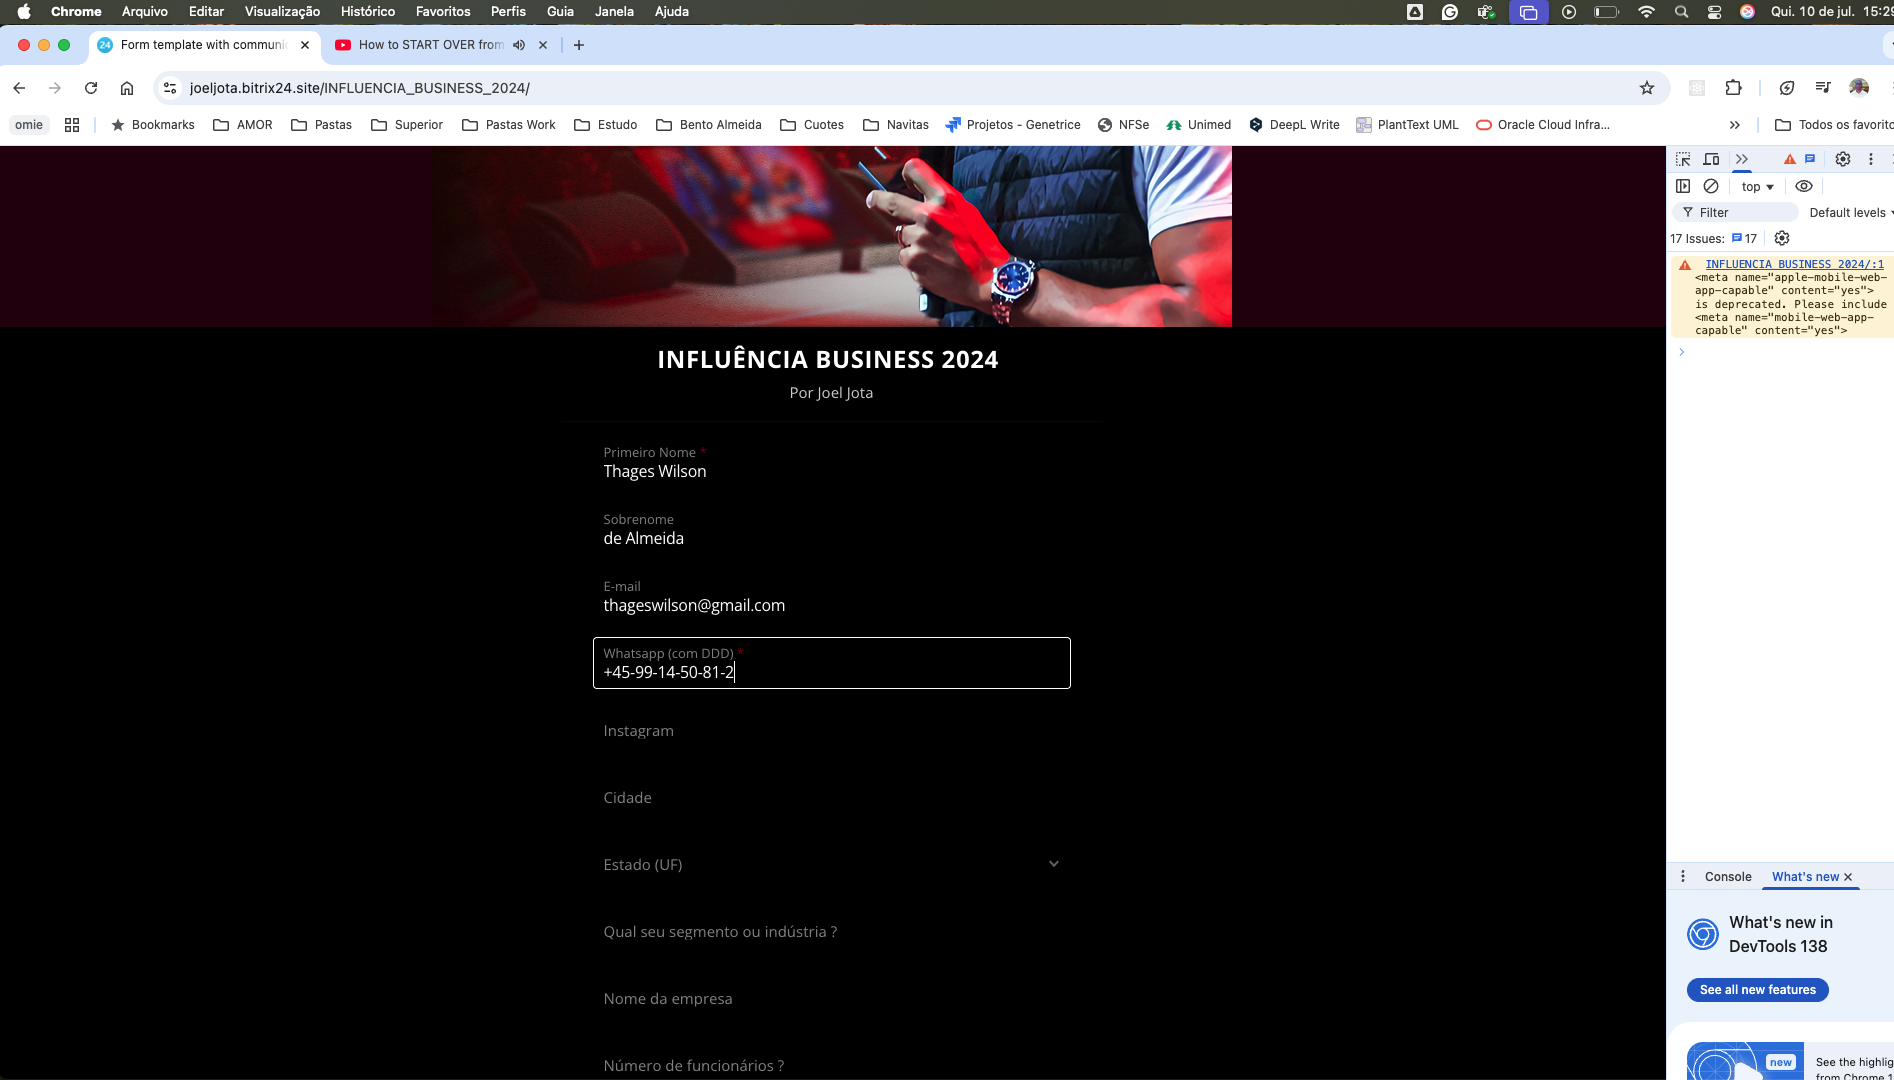 Chrome Arquivo Editar Visualização Histórico Favoritos Perfis Guia Janela Ajuda Qui. 10 de jul. 15:29
24 Form template with communic How to START OVER from
joeljota.bitrix24.site/INFLUENCIA_BUSINESS_2024/
omie Bookmarks AMOR Pastas Superior Pastas Work Estudo Bento Almeida Cuotes Navitas Projetos - Genetrice NFSe Unimed DeepL Write PlantText UML Oracle Cloud Infra... » Todos os favorito
top
Filter Default levels
17 Issues: 17
INFLUENCIA_BUSINESS_2024/:1
<meta name="apple-mobile-web-
app-capable" content="yes">
is deprecated. Please include
<meta name="mobile-web-app-
capable" content="yes">
INFLUÊNCIA BUSINESS 2024
Por Joel Jota
Primeiro Nome *
Thages Wilson
Sobrenome
de Almeida
E-mail
thageswilson@gmail.com
Whatsapp (com DDD) *
+45-99-14-50-81-2
Instagram
Cidade
Estado (UF)
Qual seu segmento ou indústria ?
Nome da empresa
Número de funcionários ?
Console What's new
What's new in
DevTools 138
See all new features
new
See the highlig
from Chrome 1